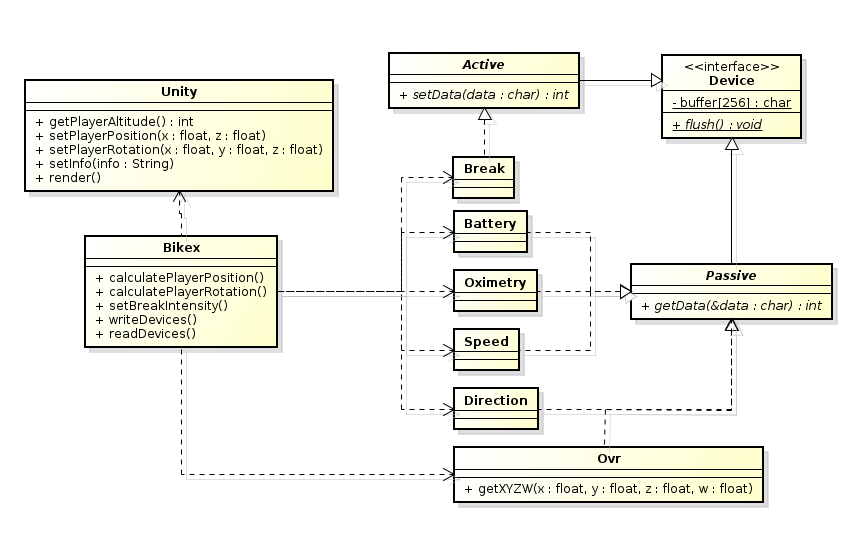 Unity
+ getPlayerAltitude() : int
+ setPlayerPosition(x : float, z : float)
+ setPlayerRotation(x : float, y : float, z : float)
+ setInfo(info : String)
+ render()
Active
+ setData(data : char) : int
<<interface>>
Device
- buffer[256] : char
+ flush() : void
Break
Battery
Oximetry
Speed
Direction
Bikex
+ calculatePlayerPosition()
+ calculatePlayerRotation()
+ setBreakIntensity()
+ writeDevices()
+ readDevices()
Passive
+ getData(&data : char) : int
Ovr
+ getXYZW(x : float, y : float, z : float, w : float)